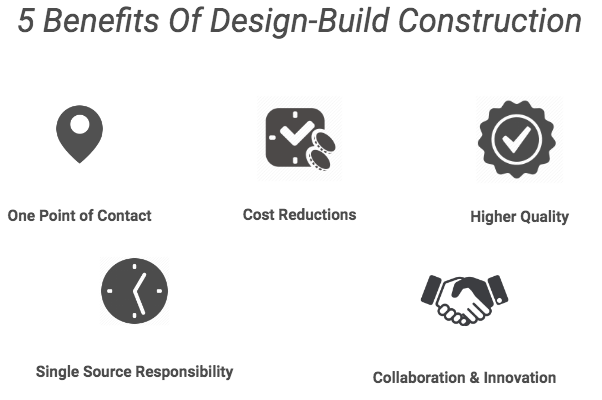 5 Benefits Of Design-Build Construction
One Point of Contact
Cost Reductions
Higher Quality
Single Source Responsibility
Collaboration & Innovation